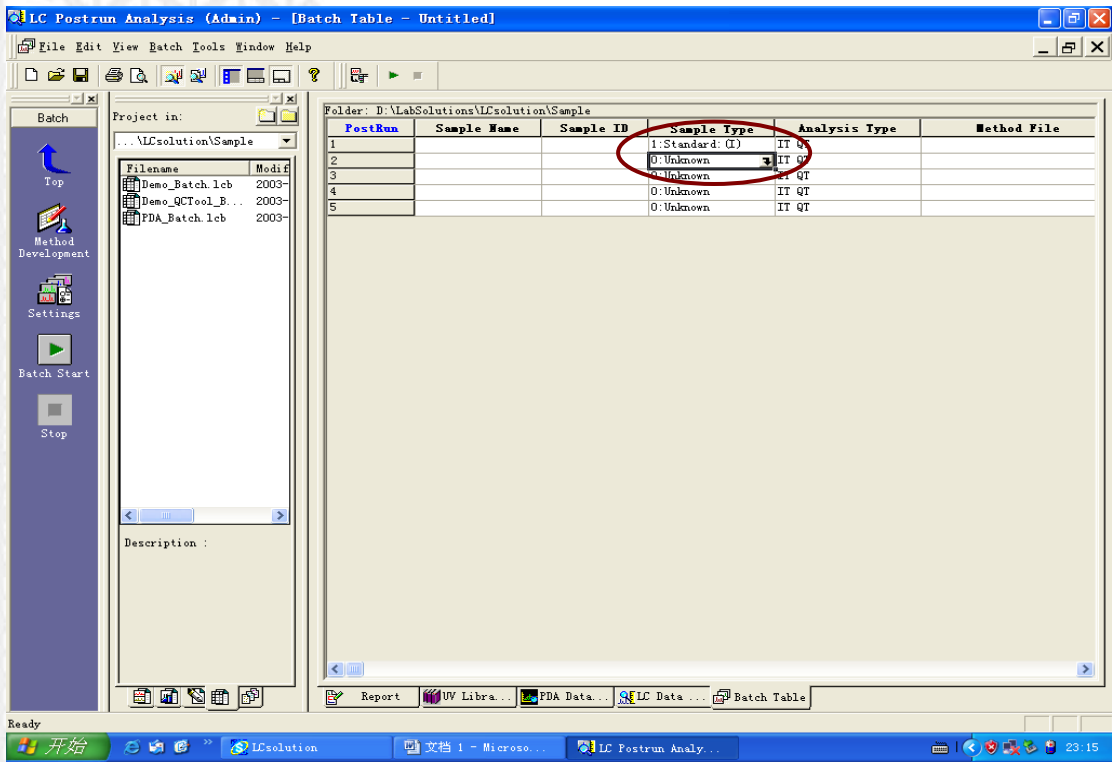 LC Postrun Analysis (Admin) - [Batch Table - Untitled]
File Edit View Batch Tools Window Help
Batch
Top
Method
Development
Settings
Batch Start
Stop
Project in:
...\LCsolution\Sample
Filename Modif
Demo_Batch.lcb 2003-
Demo_QCTool_B... 2003-
PDA_Batch.lcb 2003-
Description :
Folder: D:\LabSolutions\LCsolution\Sample
PostRun Sample Name Sample ID Sample Type Analysis Type Method File
1 1:Standard:(I) IT QT
2 0:Unknown IT QT
3 0:Unknown IT QT
4 0:Unknown IT QT
5 0:Unknown IT QT
Report UV Libra... PDA Data... LC Data ... Batch Table
Ready
开始 LCsolution 文档 1 - Microso... LC Postrun Analy... 23:15